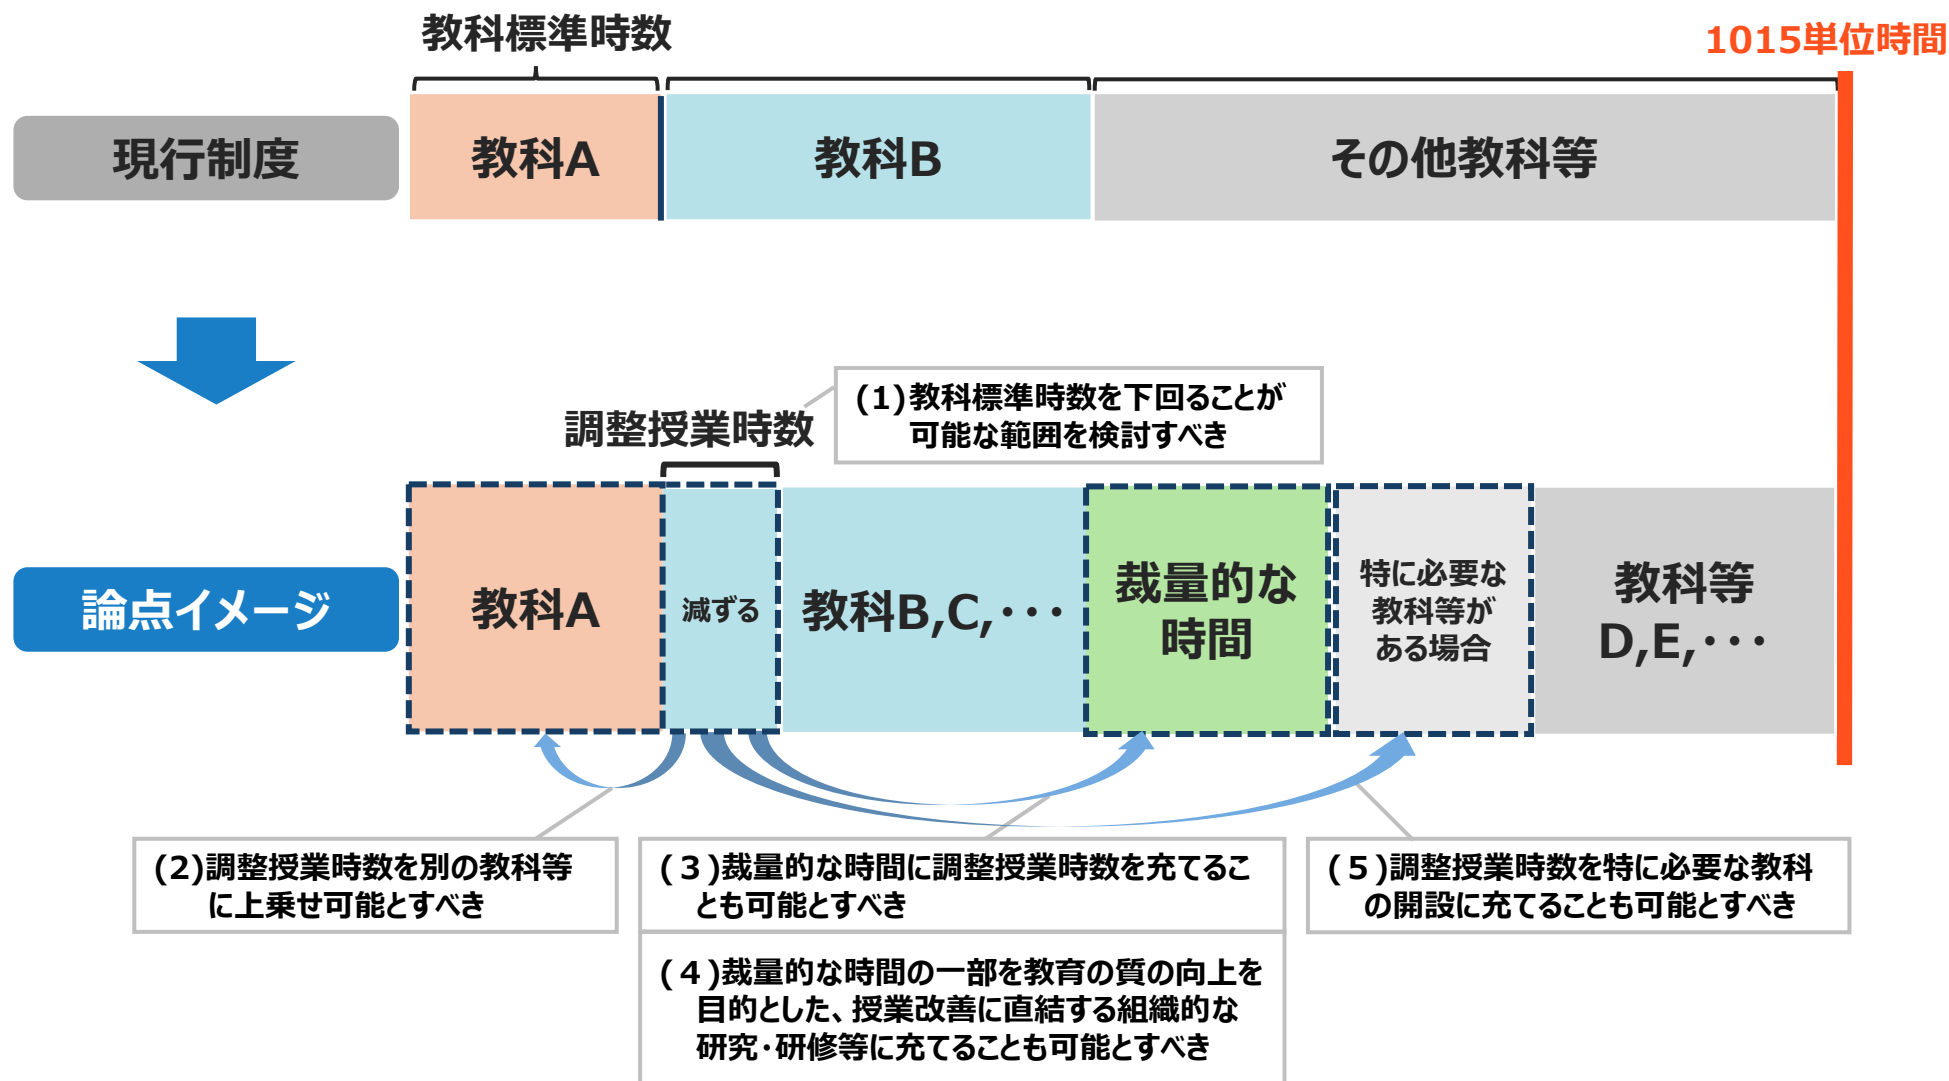 教科標準時数
1015単位時間
現行制度
教科A
教科B
その他教科等
調整授業時数
(1)教科標準時数を下回ることが
可能な範囲を検討すべき
論点イメージ
教科A
減ずる
教科B,C,・・・
裁量的な
時間
特に必要な
教科等が
ある場合
教科等
D,E,・・・
(2)調整授業時数を別の教科等
に上乗せ可能とすべき
(３)裁量的な時間に調整授業時数を充てるこ
とも可能とすべき
(４)裁量的な時間の一部を教育の質の向上を
目的とした、授業改善に直結する組織的な
研究・研修等に充てることも可能とすべき
(５)調整授業時数を特に必要な教科
の開設に充てることも可能とすべき